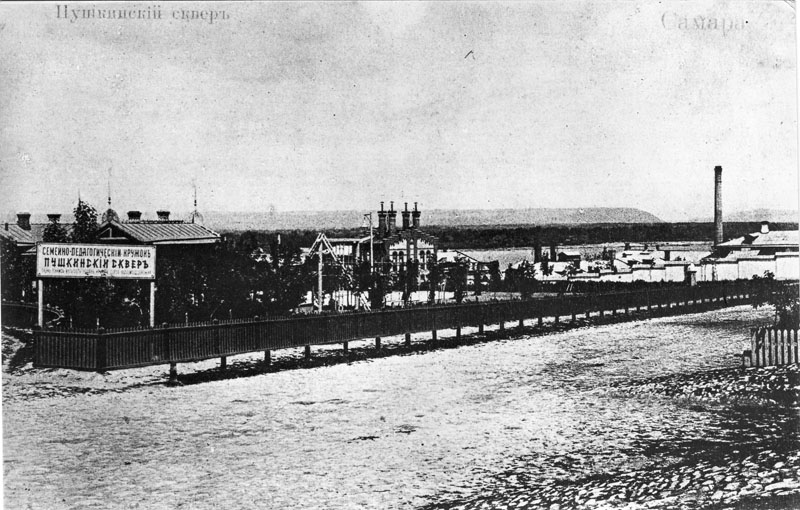 Пушкинскій скверъ
Самара
СЕМЕЙНО-ПЕДАГОГИЧЕСКІЙ КРУЖОКЪ
ПУШКИНСКІЙ СКВЕРЪ